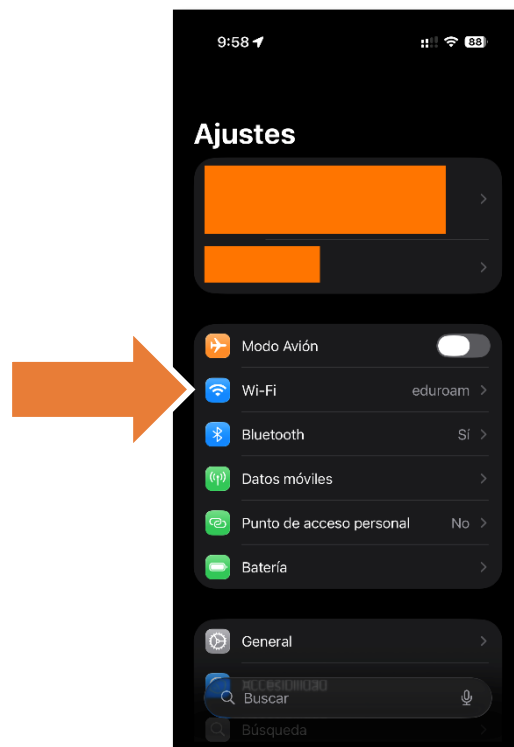 9:58
88
Ajustes
Modo Avión
Wi-Fi eduroam
Bluetooth Sí
Datos móviles
Punto de acceso personal No
Batería
General
Accesibilidad
Buscar
Búsqueda